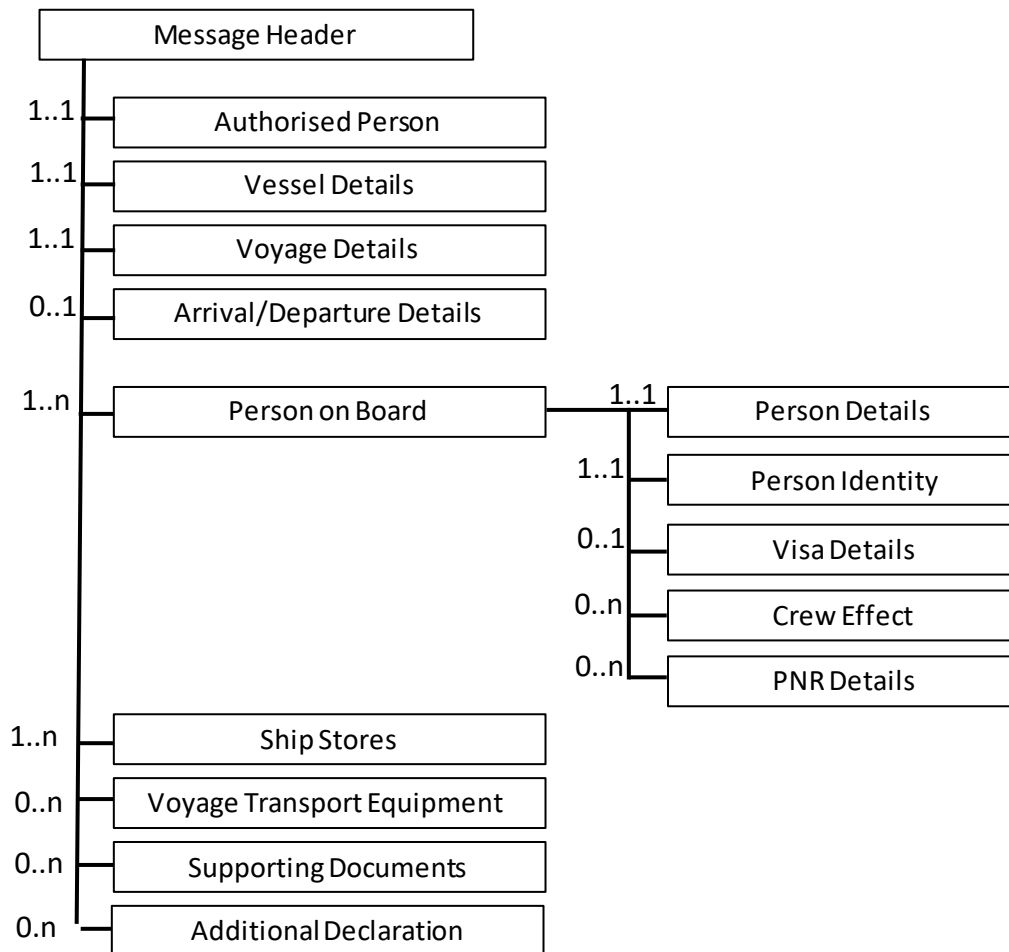 Message Header
1..1
Authorised Person
1..1
Vessel Details
1..1
Voyage Details
0..1
Arrival/Departure Details
1..n
Person on Board
1..1
Person Details
1..1
Person Identity
0..1
Visa Details
0..n
Crew Effect
0..n
PNR Details
1..n
Ship Stores
0..n
Voyage Transport Equipment
0..n
Supporting Documents
0.n
Additional Declaration